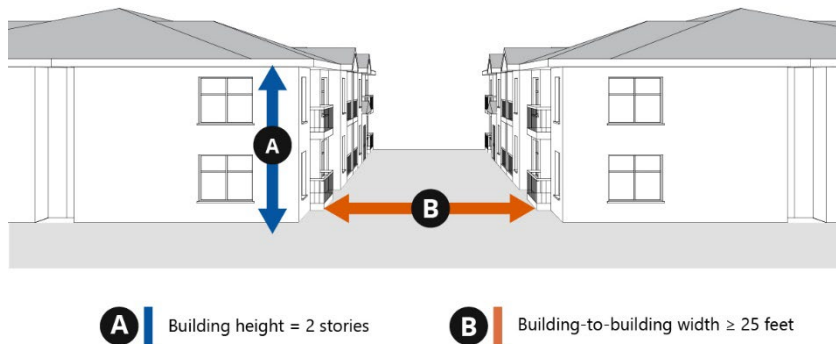 A
B
A Building height = 2 stories
B Building-to-building width ≥ 25 feet